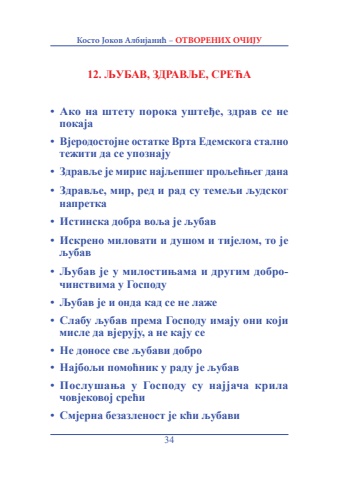 Косто Јоков Албијанић – ОТВОРЕНИХ ОЧИЈУ
12. ЉУБАВ, ЗДРАВЉЕ, СРЕЋА
• Ако на штету порока уштеђе, здрав се не
покаја
• Вјеродостојне остатке Врта Едемскога стално
тежити да се упознају
• Здравље је мирис најљепшег прољећњег дана
• Здравље, мир, ред и рад су темељи људског
напретка
• Истинска добра воља је љубав
• Искрено миловати и душом и тијелом, то је
љубав
• Љубав је у милостињама и другим добро-
чинствима у Господу
• Љубав је и онда кад се не лаже
• Слабу љубав према Господу имају они који
мисле да вјерују, а не кају се
• Не доносе све љубави добро
• Најбољи помоћник у раду је љубав
• Послушања у Господу су најјача крила
човјековој срећи
• Смјерна безазленост је кћи љубави
34